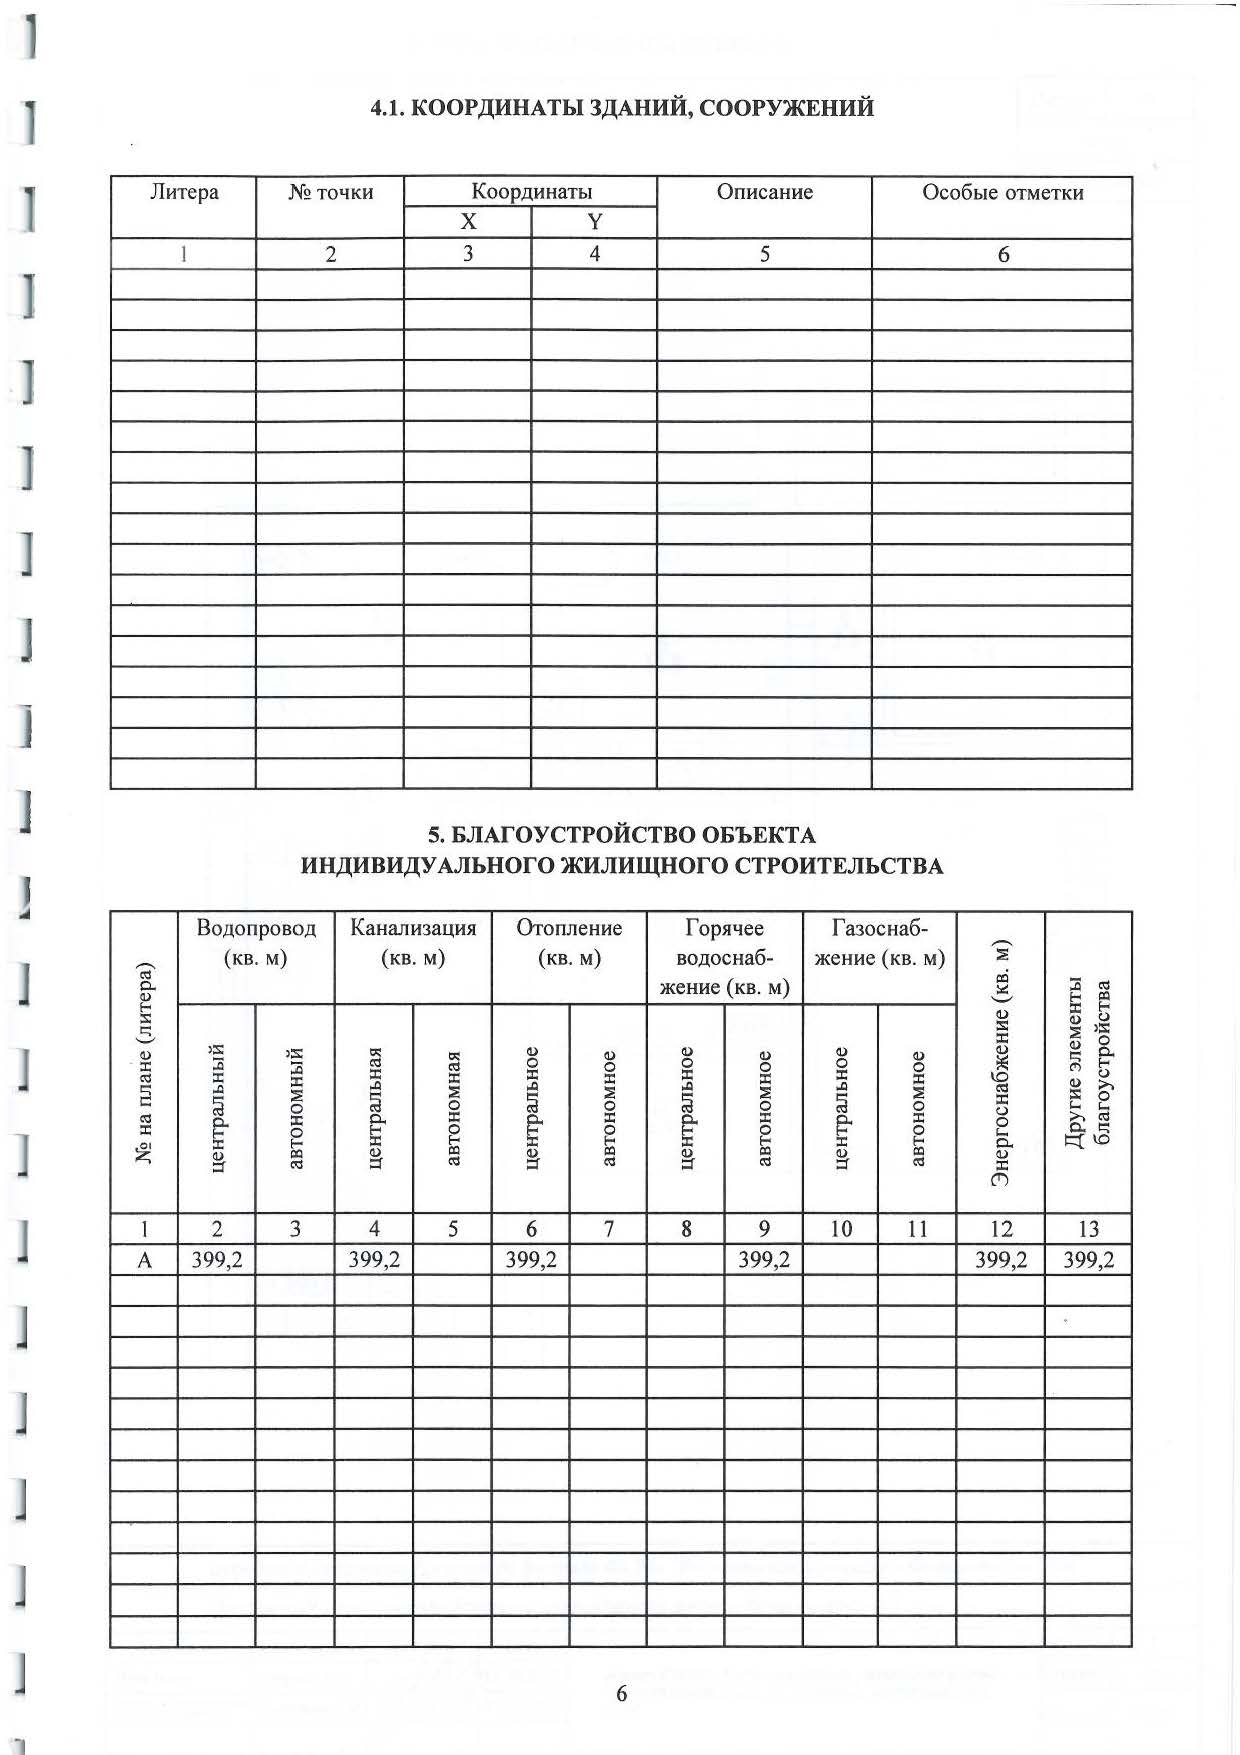 4.1. КООРДИНАТЫ ЗДАНИЙ, СООРУЖЕНИЙ
Литера № точки Координаты Описание Особые отметки
X Y
1 2 3 4 5 6
5. БЛАГОУСТРОЙСТВО ОБЪЕКТА
ИНДИВИДУАЛЬНОГО ЖИЛИЩНОГО СТРОИТЕЛЬСТВА
№ на плане (литера)
Водопровод
(кв. м)
Канализация
(кв. м)
Отопление
(кв. м)
Горячее
водоснаб-
жение (кв. м)
Газоснаб-
жение (кв. м)
Энергоснабжение (кв. м)
Другие элементы
благоустройства
центральный
автономный
центральная
автономная
центральное
автономное
центральное
автономное
центральное
автономное
1 2 3 4 5 6 7 8 9 10 11 12 13
А 399,2 399,2 399,2 399,2 399,2 399,2
6